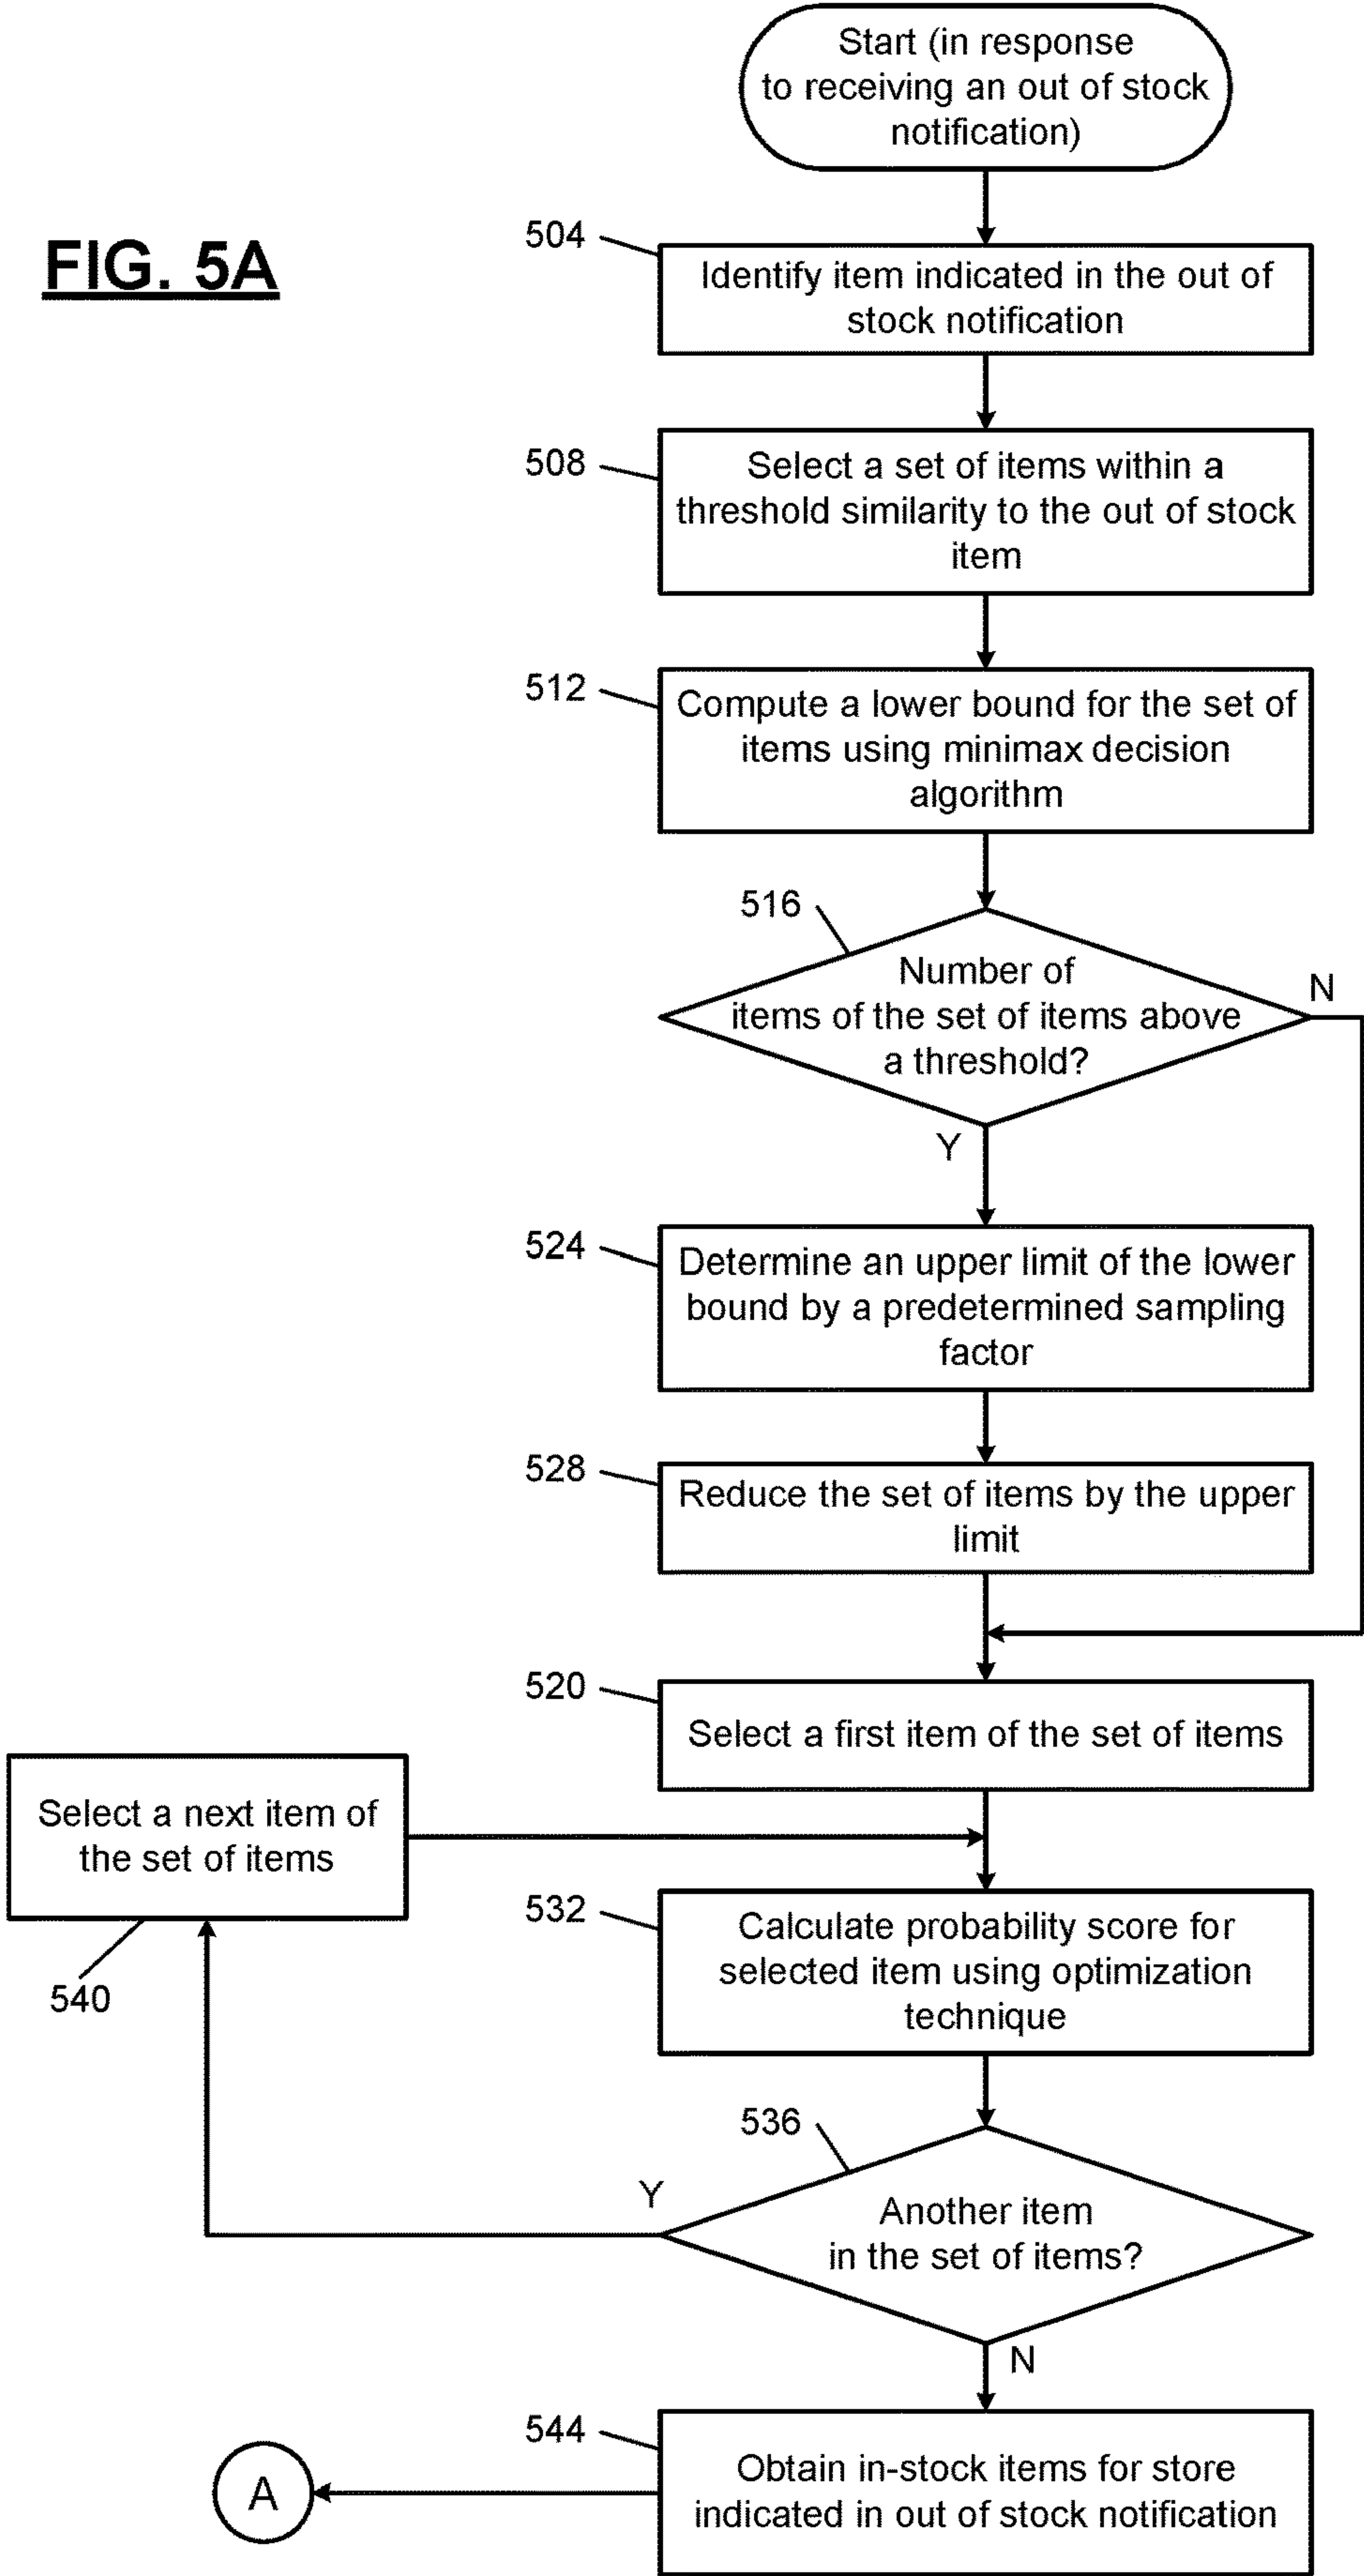 Start (in response
to receiving an out of stock
notification)
FIG. 5A
504
Identify item indicated in the out of
stock notification
508
Select a set of items within a
threshold similarity to the out of stock
item
512
Compute a lower bound for the set of
items using minimax decision
algorithm
516
Number of
items of the set of items above
a threshold?
N
Y
524
Determine an upper limit of the lower
bound by a predetermined sampling
factor
528
Reduce the set of items by the upper
limit
520
Select a first item of the set of items
Select a next item of
the set of items
540
532
Calculate probability score for
selected item using optimization
technique
536
Another item
in the set of items?
Y
N
544
Obtain in-stock items for store
indicated in out of stock notification
A